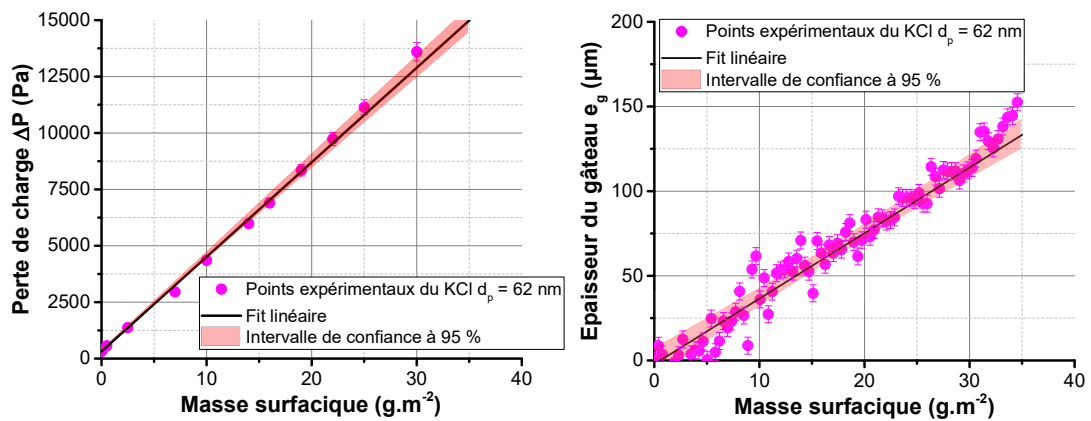 15000
12500
10000
7500
5000
2500
0
Perte de charge ΔP (Pa)
Points expérimentaux du KCl dp = 62 nm
Fit linéaire
Intervalle de confiance à 95 %
0 10 20 30 40
Masse surfacique (g.m-2)
200
150
100
50
0
Epaisseur du gâteau eg (µm)
Points expérimentaux du KCl dp = 62 nm
Fit linéaire
Intervalle de confiance à 95 %
0 10 20 30 40
Masse surfacique (g.m-2)